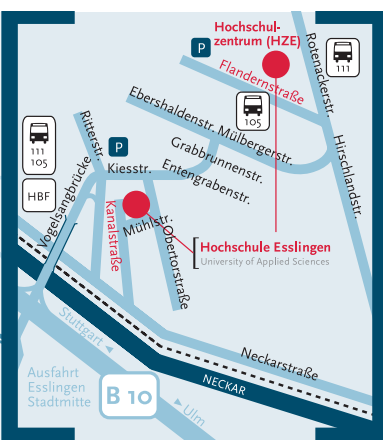 Hochschul-
zentrum (HZE)
P
Flandernstraße
Rotenackerstr.
111
Ebershaldenstr.
Mülbergerstr.
105
Hirschlandstr.
Ritterstr.
P
111
105
HBF
Vogelsangbrücke
Kiesstr.
Grabbrunnenstr.
Entengrabenstr.
Kanalstraße
Mühlstr.
Obertorstraße
Hochschule Esslingen
University of Applied Sciences
Stuttgart
Neckarstraße
NECKAR
Ausfahrt
Esslingen
Stadtmitte
B 10
Ulm